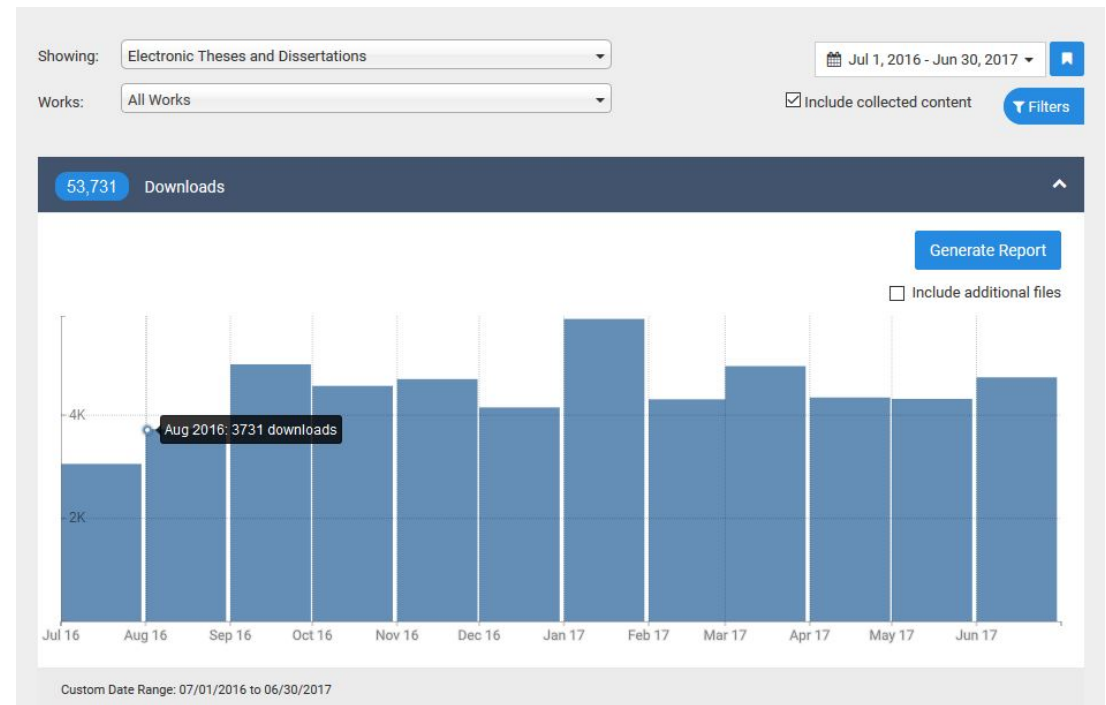 Showing: Electronic Theses and Dissertations
Jul 1, 2016 - Jun 30, 2017
Works: All Works
Include collected content
Filters
53,731 Downloads
Generate Report
Include additional files
4K
Aug 2016: 3731 downloads
2K
Jul 16 Aug 16 Sep 16 Oct 16 Nov 16 Dec 16 Jan 17 Feb 17 Mar 17 Apr 17 May 17 Jun 17
Custom Date Range: 07/01/2016 to 06/30/2017